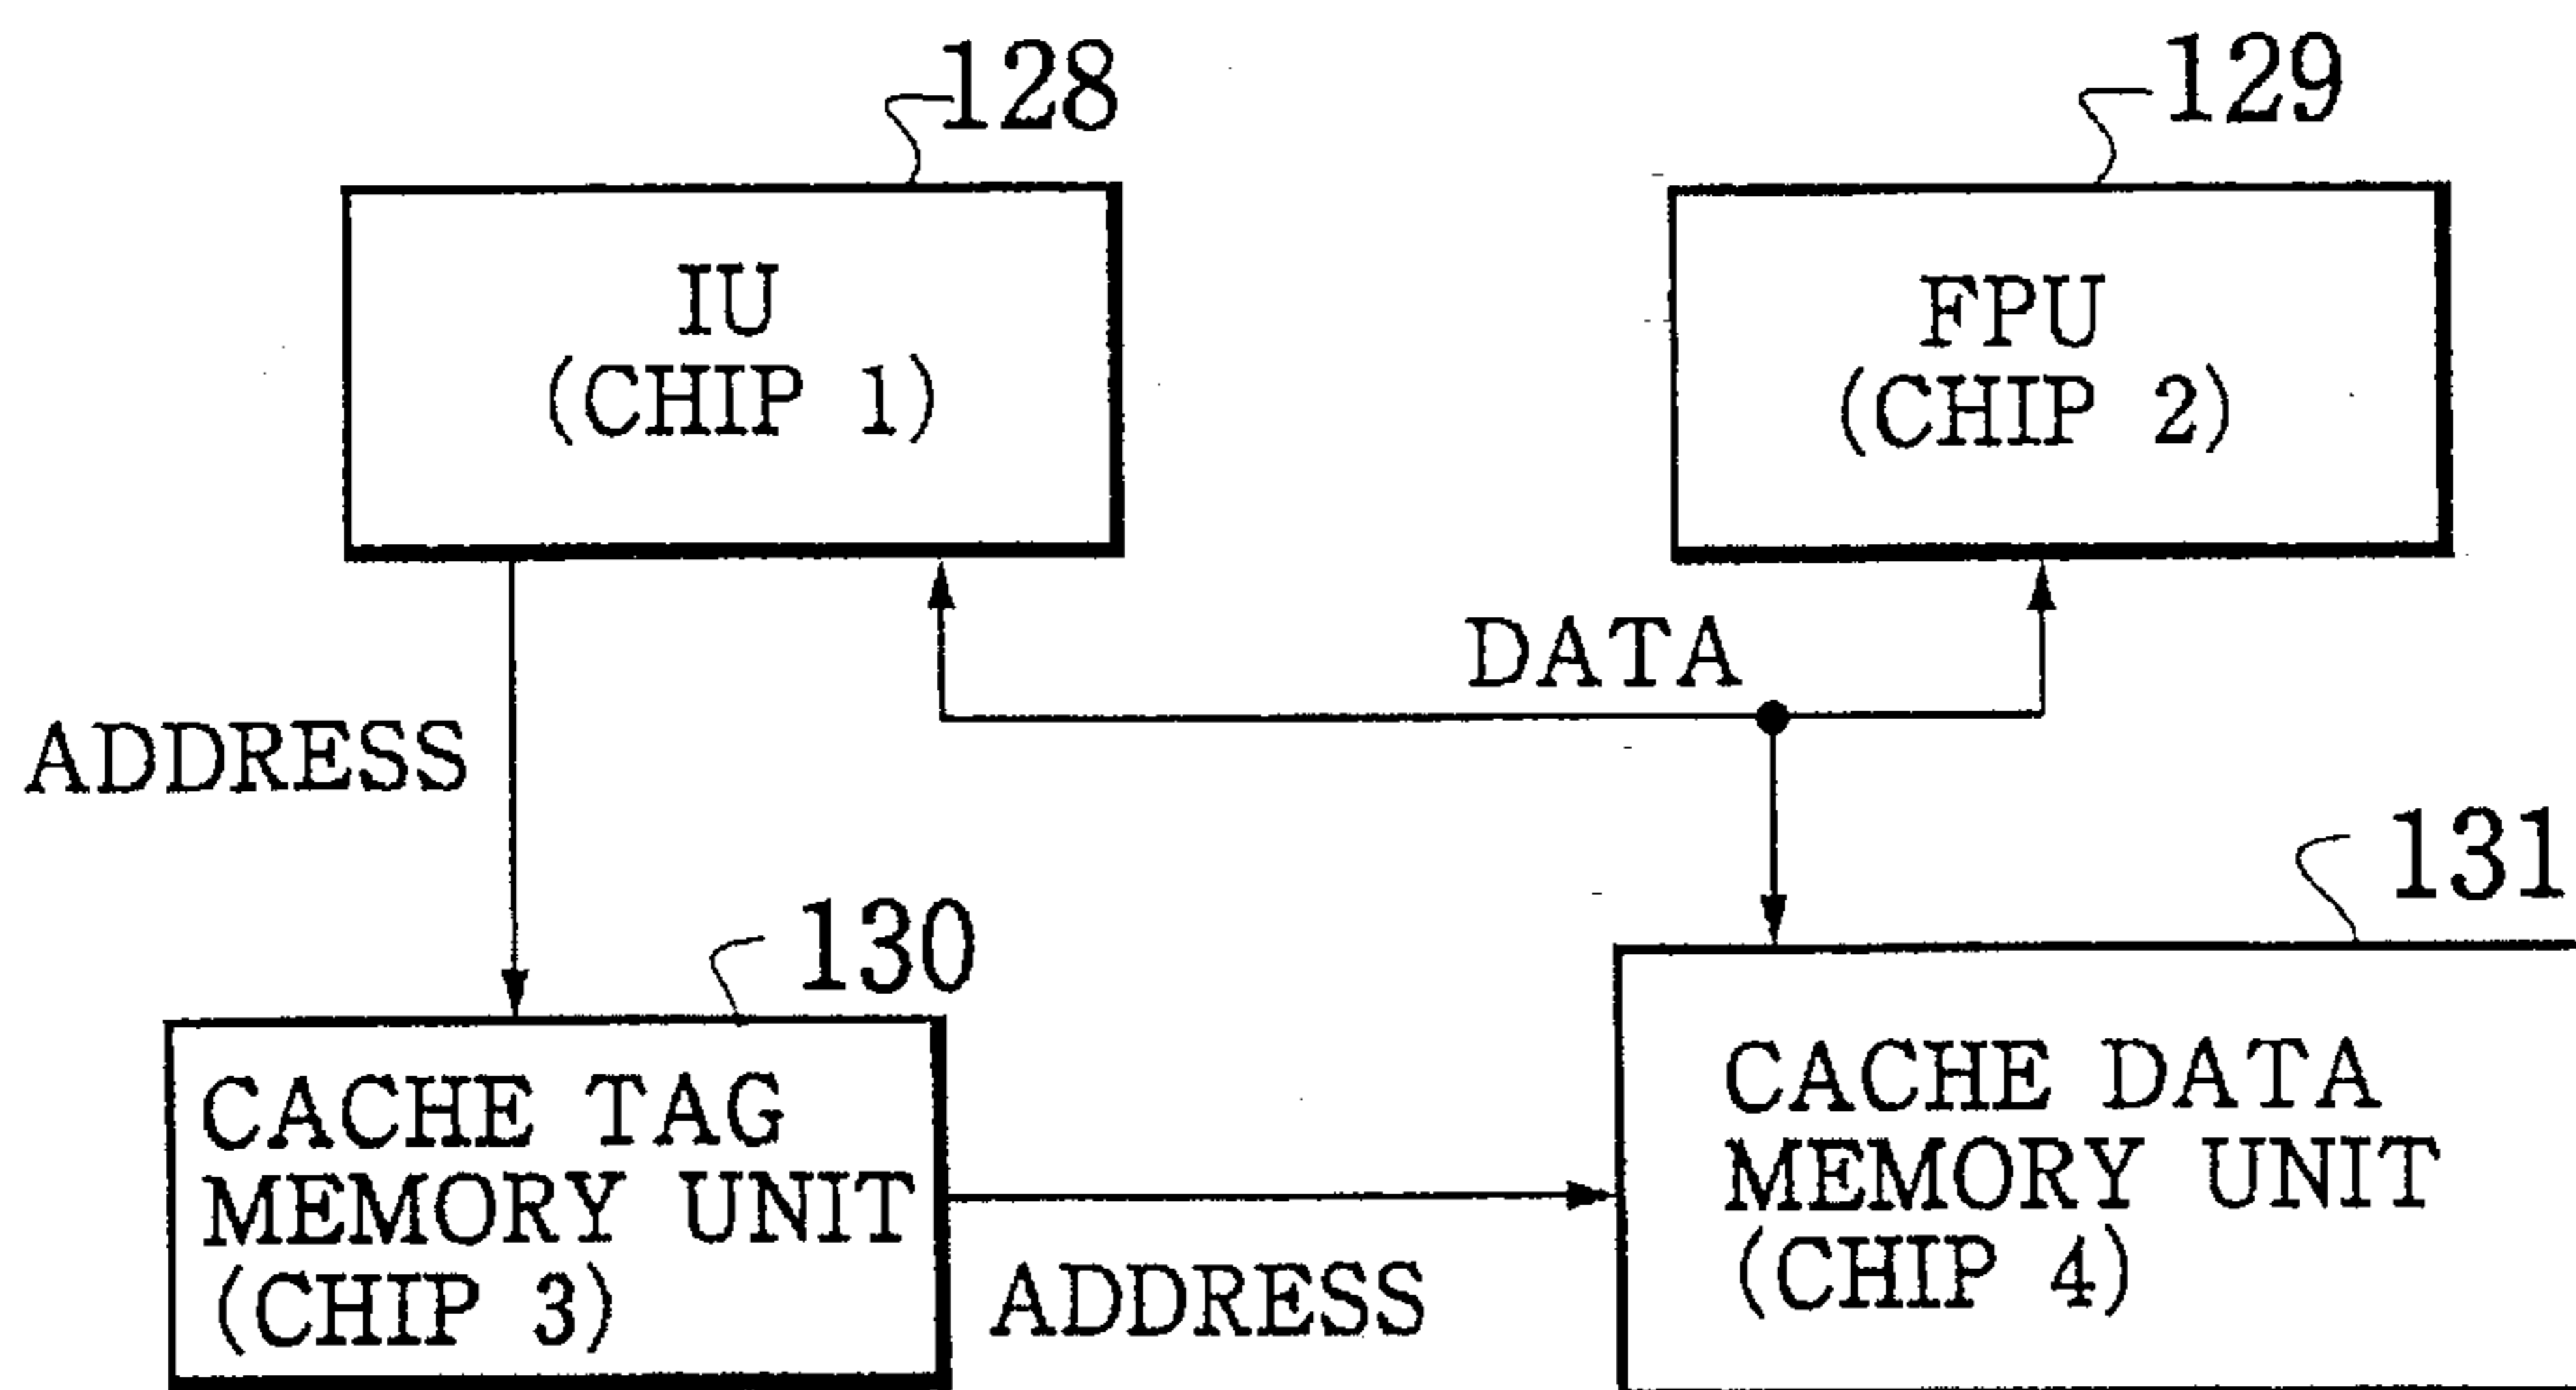 128
129
IU
(CHIP 1)
FPU
(CHIP 2)
DATA
ADDRESS
131
130
CACHE TAG
MEMORY UNIT
(CHIP 3)
CACHE DATA
MEMORY UNIT
(CHIP 4)
ADDRESS